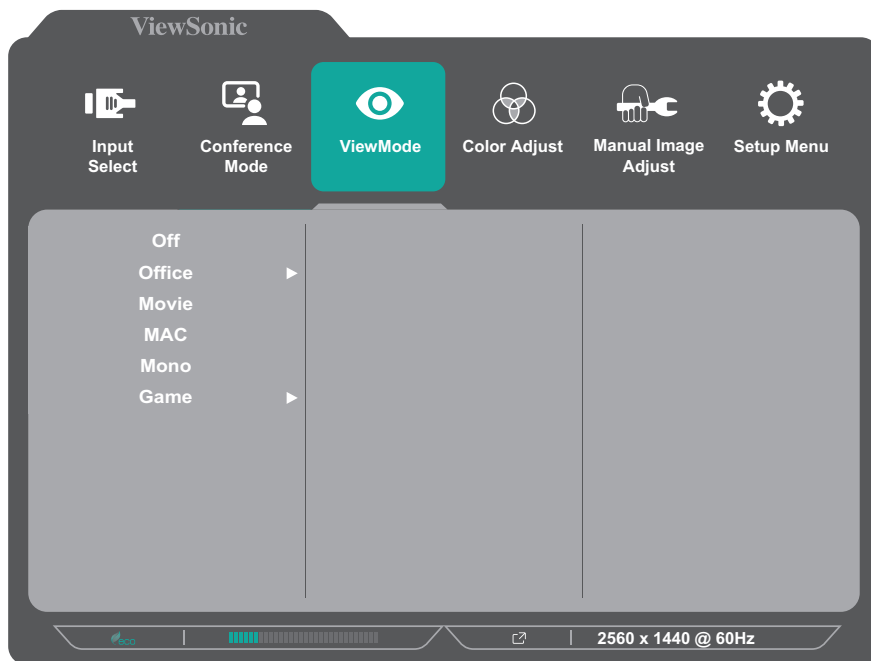 ViewSonic
Input
Select
Conference
Mode
ViewMode
Color Adjust
Manual Image
Adjust
Setup Menu
Off
Office
Movie
MAC
Mono
Game
eco
2560 x 1440 @ 60Hz